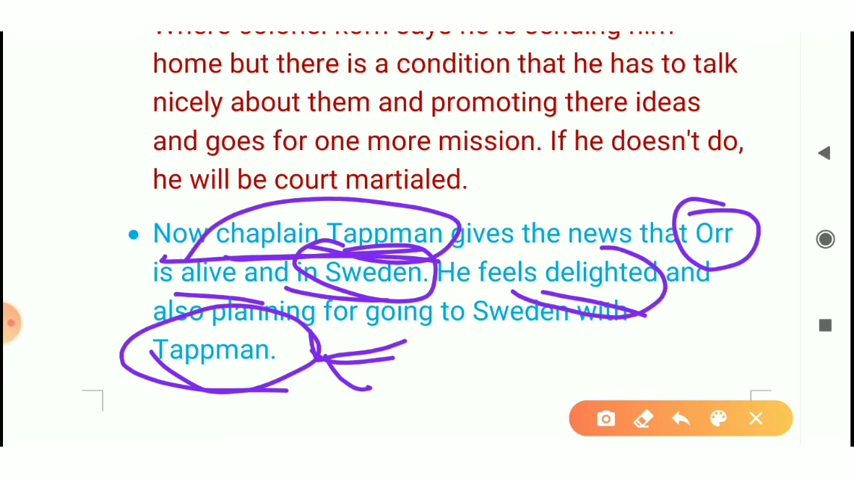 home but there is a condition that he has to talk
nicely about them and promoting there ideas
and goes for one more mission. If he doesn't do,
he will be court martialed.
• Now chaplain Tappman gives the news that Orr
is alive and in Sweden. He feels delighted and
also planning for going to Sweden with
Tappman.